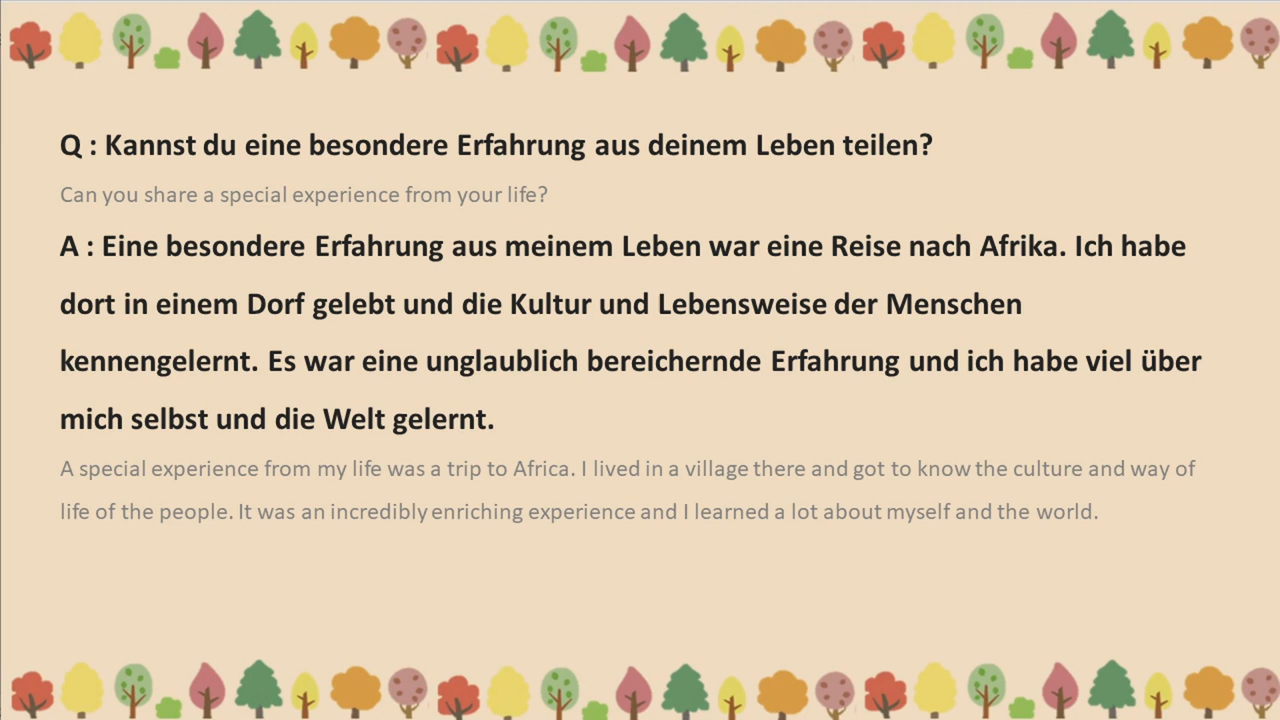 Q : Kannst du eine besondere Erfahrung aus deinem Leben teilen?
Can you share a special experience from your life?
A : Eine besondere Erfahrung aus meinem Leben war eine Reise nach Afrika. Ich habe
dort in einem Dorf gelebt und die Kultur und Lebensweise der Menschen
kennengelernt. Es war eine unglaublich bereichernde Erfahrung und ich habe viel über
mich selbst und die Welt gelernt.
A special experience from my life was a trip to Africa. I lived in a village there and got to know the culture and way of
life of the people. It was an incredibly enriching experience and I learned a lot about myself and the world.